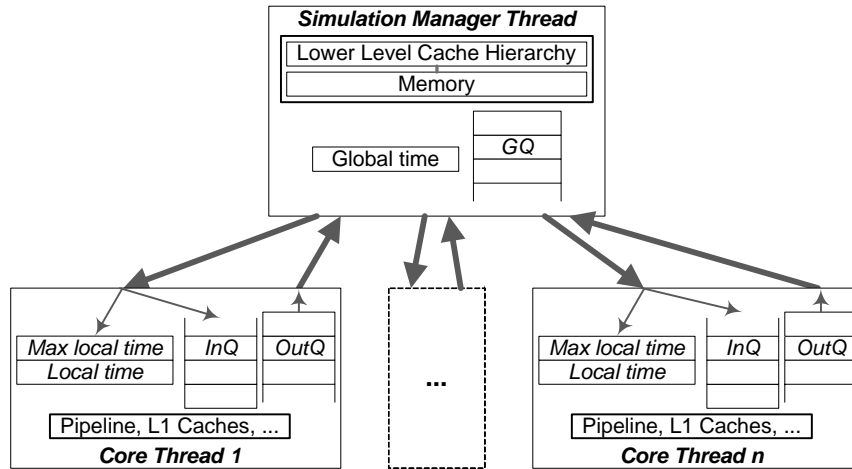 Simulation Manager Thread
Lower Level Cache Hierarchy
Memory
GQ
Global time
Max local time
Local time
InQ
OutQ
Pipeline, L1 Caches, ...
Core Thread 1
...
Max local time
Local time
InQ
OutQ
Pipeline, L1 Caches, ...
Core Thread n